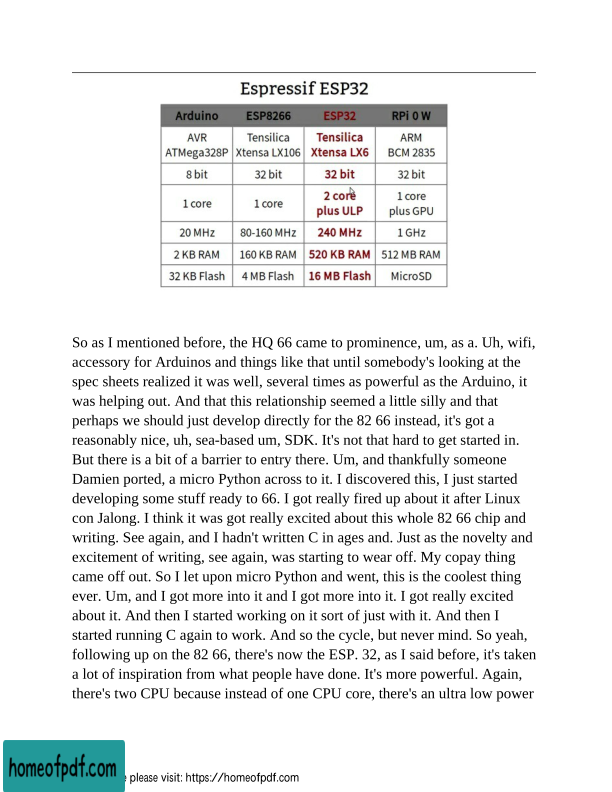 Espressif ESP32
Arduino ESP8266 ESP32 RPi 0 W
AVR ATMega328P Tensilica Xtensa LX106 Tensilica Xtensa LX6 ARM BCM 2835
8 bit 32 bit 32 bit 32 bit
1 core 1 core 2 core plus ULP 1 core plus GPU
20 MHz 80-160 MHz 240 MHz 1 GHz
2 KB RAM 160 KB RAM 520 KB RAM 512 MB RAM
32 KB Flash 4 MB Flash 16 MB Flash MicroSD
So as I mentioned before, the HQ 66 came to prominence, um, as a. Uh, wifi,
accessory for Arduinos and things like that until somebody's looking at the
spec sheets realized it was well, several times as powerful as the Arduino, it
was helping out. And that this relationship seemed a little silly and that
perhaps we should just develop directly for the 82 66 instead, it's got a
reasonably nice, uh, sea-based um, SDK. It's not that hard to get started in.
But there is a bit of a barrier to entry there. Um, and thankfully someone
Damien ported, a micro Python across to it. I discovered this, I just started
developing some stuff ready to 66. I got really fired up about it after Linux
con Jalong. I think it was got really excited about this whole 82 66 chip and
writing. See again, and I hadn't written C in ages and. Just as the novelty and
excitement of writing, see again, was starting to wear off. My copay thing
came off out. So I let upon micro Python and went, this is the coolest thing
ever. Um, and I got more into it and I got more into it. I got really excited
about it. And then I started working on it sort of just with it. And then I
started running C again to work. And so the cycle, but never mind. So yeah,
following up on the 82 66, there's now the ESP. 32, as I said before, it's taken
a lot of inspiration from what people have done. It's more powerful. Again,
there's two CPU because instead of one CPU core, there's an ultra low power
homeofpdf.com
e please visit: https://homeofpdf.com